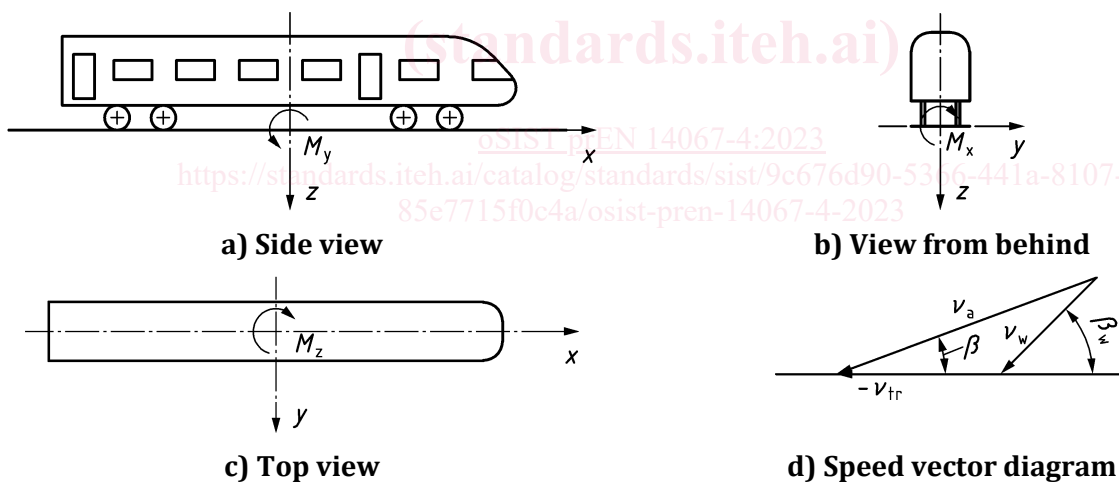 (standards.iteh.ai)
M_y
x
z
M_x
y
z
oSIST prEN 14067-4:2023
https://standards.iteh.ai/catalog/standards/sist/9c676d90-5366-441a-8107-
85e7715f0c4a/osist-pren-14067-4-2023
a) Side view
b) View from behind
M_z
x
y
v_a
v_w
β
β_w
-v_tr
c) Top view
d) Speed vector diagram